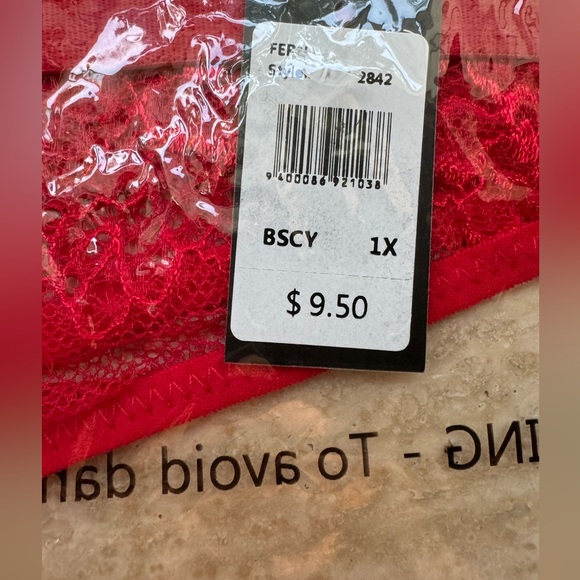 2842
9 400086 921038
BSCY 1X
$ 9.50
ING - To avoid dan